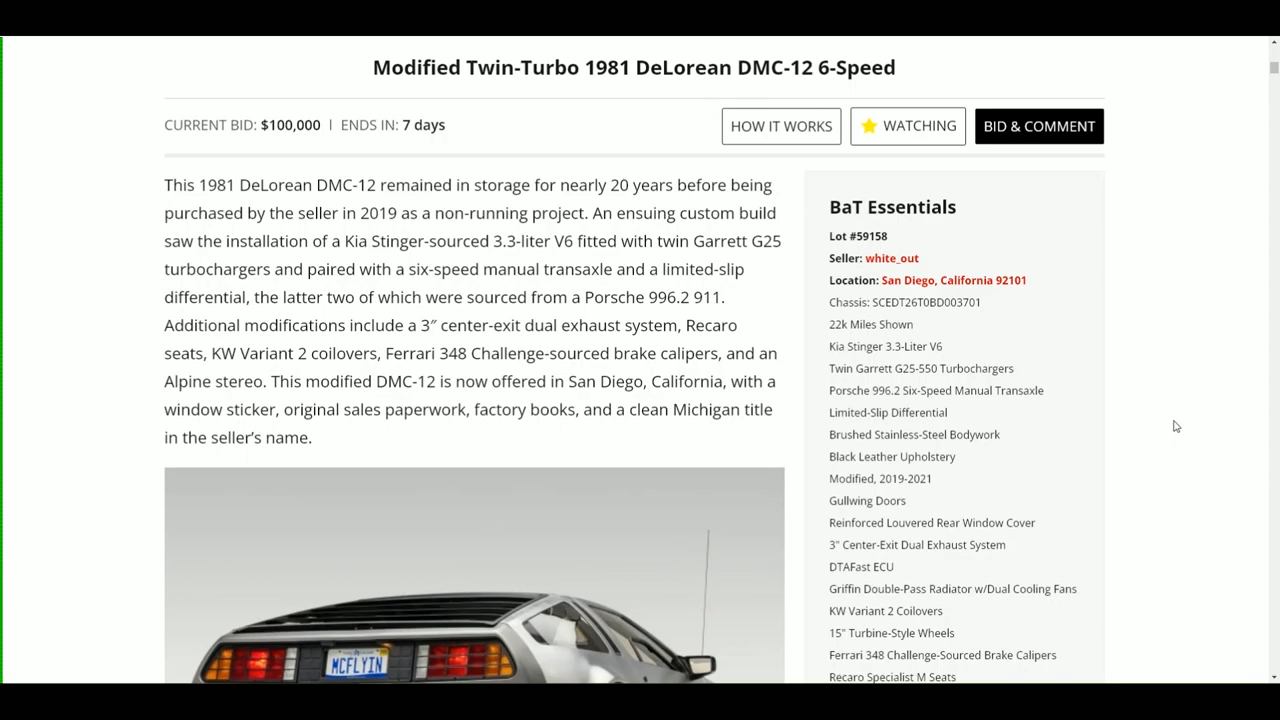 Modified Twin-Turbo 1981 DeLorean DMC-12 6-Speed
CURRENT BID: $100,000 | ENDS IN: 7 days
HOW IT WORKS
WATCHING
BID & COMMENT
This 1981 DeLorean DMC-12 remained in storage for nearly 20 years before being
purchased by the seller in 2019 as a non-running project. An ensuing custom build
saw the installation of a Kia Stinger-sourced 3.3-liter V6 fitted with twin Garrett G25
turbochargers and paired with a six-speed manual transaxle and a limited-slip
differential, the latter two of which were sourced from a Porsche 996.2 911.
Additional modifications include a 3″ center-exit dual exhaust system, Recaro
seats, KW Variant 2 coilovers, Ferrari 348 Challenge-sourced brake calipers, and an
Alpine stereo. This modified DMC-12 is now offered in San Diego, California, with a
window sticker, original sales paperwork, factory books, and a clean Michigan title
in the seller’s name.
BaT Essentials
Lot #59158
Seller: white_out
Location: San Diego, California 92101
Chassis: SCEDT26T0BD003701
22k Miles Shown
Kia Stinger 3.3-Liter V6
Twin Garrett G25-550 Turbochargers
Porsche 996.2 Six-Speed Manual Transaxle
Limited-Slip Differential
Brushed Stainless-Steel Bodywork
Black Leather Upholstery
Modified, 2019-2021
Gullwing Doors
Reinforced Louvered Rear Window Cover
3" Center-Exit Dual Exhaust System
DTAFast ECU
Griffin Double-Pass Radiator w/Dual Cooling Fans
KW Variant 2 Coilovers
15" Turbine-Style Wheels
Ferrari 348 Challenge-Sourced Brake Calipers
Recaro Specialist M Seats
MCFLYIN